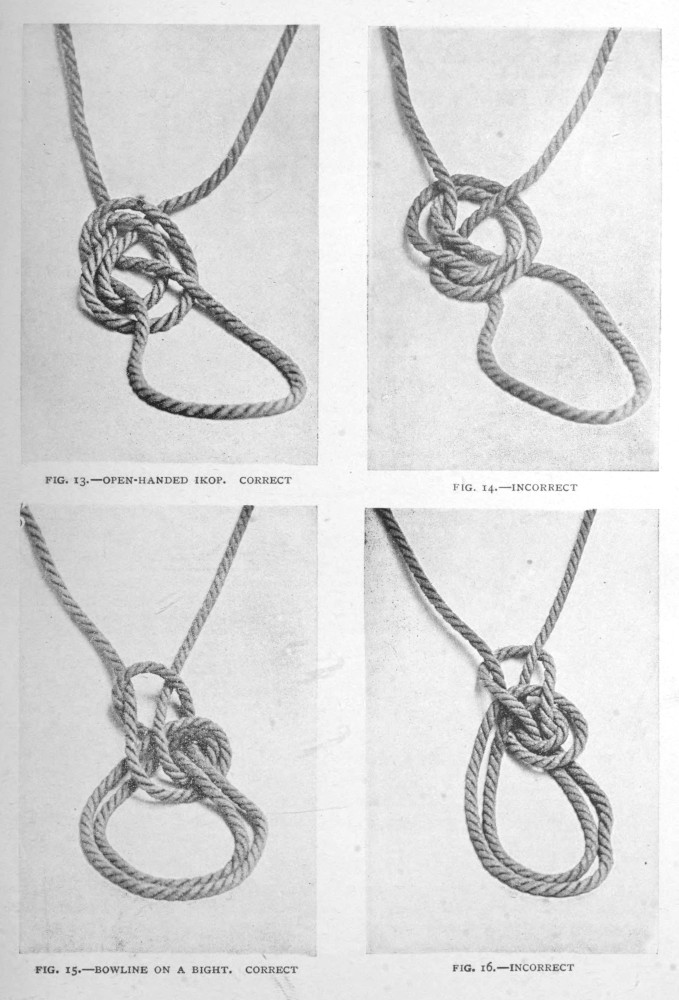 FIG. 13.—OPEN-HANDED IKOP. CORRECT
FIG. 14.—INCORRECT
FIG. 15.—BOWLINE ON A BIGHT. CORRECT
FIG. 16.—INCORRECT